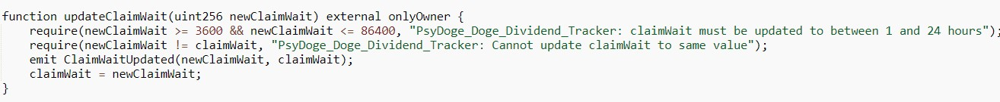 function updateClaimWait(uint256 newClaimWait) external onlyOwner {
    require(newClaimWait >= 3600 && newClaimWait <= 86400, "PsyDoge_Doge_Dividend_Tracker: claimWait must be updated to between 1 and 24 hours");
    require(newClaimWait != claimWait, "PsyDoge_Doge_Dividend_Tracker: Cannot update claimWait to same value");
    emit ClaimWaitUpdated(newClaimWait, claimWait);
    claimWait = newClaimWait;
}